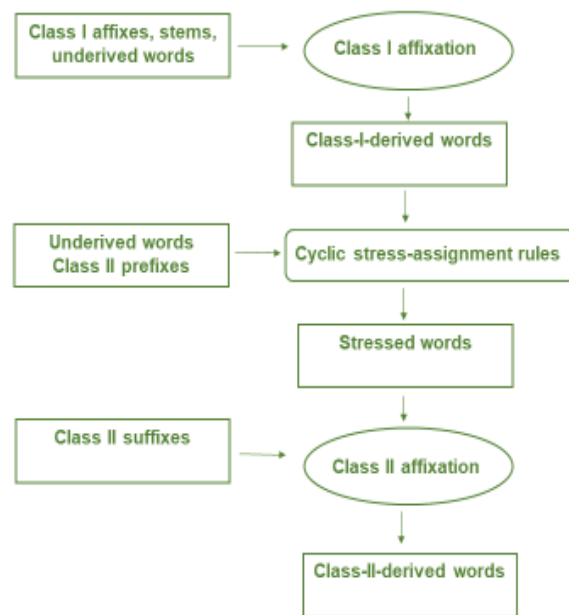 Class I affixes, stems,
underived words
Class I affixation
Class-I-derived words
Underived words
Class II prefixes
Cyclic stress-assignment rules
Stressed words
Class II suffixes
Class II affixation
Class-II-derived words